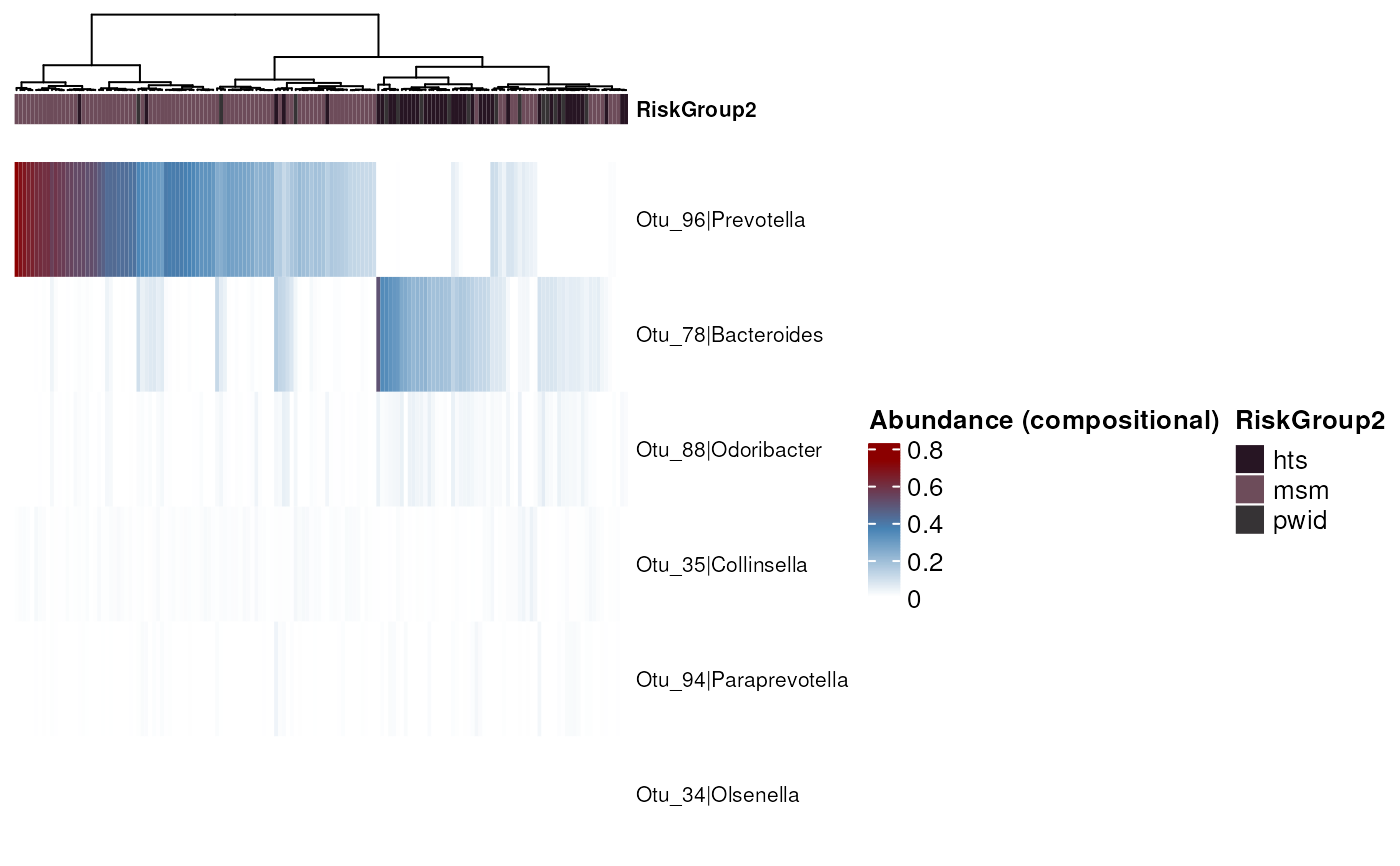 RiskGroup2
Otu_96|Prevotella
Otu_78|Bacteroides
Otu_88|Odoribacter
Otu_35|Collinsella
Otu_94|Paraprevotella
Otu_34|Olsenella
Abundance (compositional)
0.8
0.6
0.4
0.2
0
RiskGroup2
hts
msm
pwid